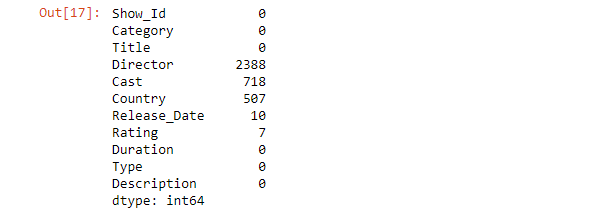 Out[17]: Show_Id 0
Category 0
Title 0
Director 2388
Cast 718
Country 507
Release_Date 10
Rating 7
Duration 0
Type 0
Description 0
dtype: int64